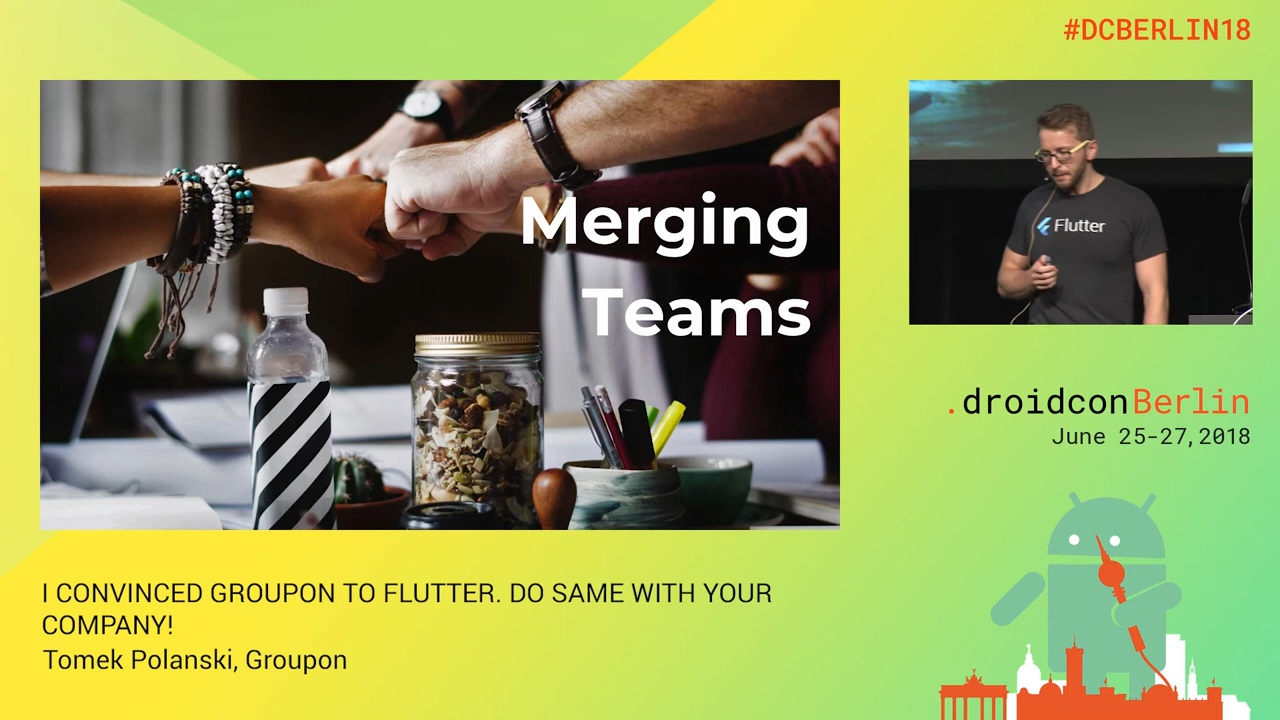 #DCBERLIN18
Merging
Teams
Flutter
.droidconBerlin
June 25-27, 2018
I CONVINCED GROUPON TO FLUTTER. DO SAME WITH YOUR
COMPANY!
Tomek Polanski, Groupon